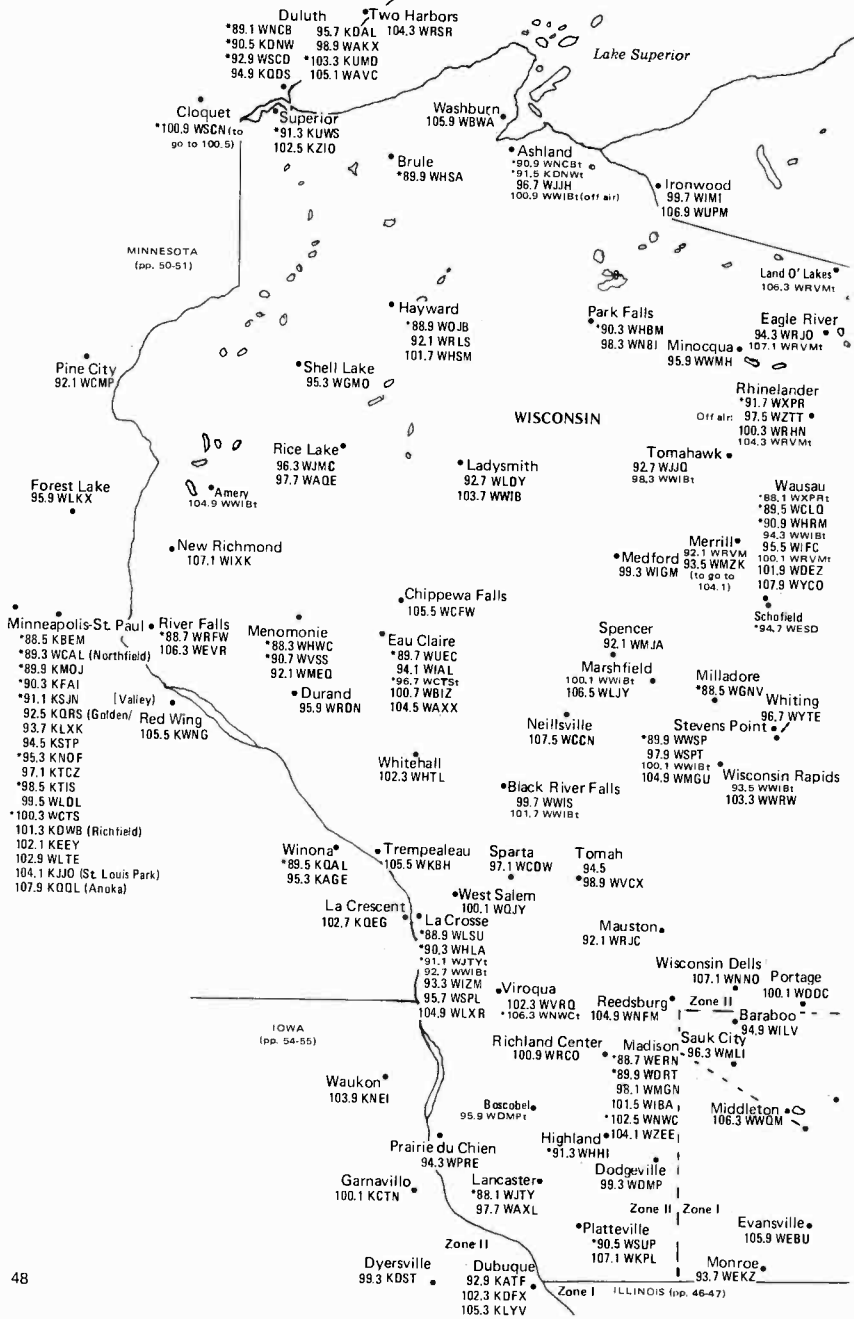 Duluth
*89.1 WNCB
*90.5 KDNW
*92.9 WSCD
94.9 KQDS
95.7 KDAL
98.9 WAKX
*103.3 KUMD
105.1 WAVC
Two Harbors
104.3 WRSR
Lake Superior
Cloquet
*100.9 WSCN (to
go to 100.5)
Superior
*91.3 KUWS
102.5 KZIO
Washburn
105.9 WBWA
Brule
*89.9 WHSA
Ashland
*90.9 WNCBt
*91.5 KDNWt
96.7 WJJH
100.9 WWIBt (off air)
Ironwood
99.7 WIMI
106.9 WUPM
MINNESOTA
(pp. 50-51)
Land O' Lakes
106.3 WRVMt
Hayward
*88.9 WOJB
92.1 WRLS
101.7 WHSM
Park Falls
*90.3 WHBM
98.3 WNBI
Eagle River
94.3 WRJO
107.1 WRVMt
Minocqua
95.9 WWMH
Pine City
92.1 WCMP
Shell Lake
95.3 WGMO
Rhinelander
*91.7 WXPR
Off air: 97.5 WZTT
100.3 WRHN
104.3 WRVMt
WISCONSIN
Rice Lake
96.3 WJMC
97.7 WAQE
Ladysmith
92.7 WLDY
103.7 WWIB
Tomahawk
92.7 WJJQ
98.3 WWIBt
Forest Lake
95.9 WLKX
Amery
104.9 WWIBt
Wausau
*88.1 WXPRt
*89.5 WCLQ
*90.9 WHRM
94.3 WWIBt
95.5 WIFC
100.1 WRVMt
101.9 WDEZ
107.9 WYCO
New Richmond
107.1 WIXK
Medford
99.3 WIGM
Merrill
92.1 WRVM
93.5 WMZK
(to go to
104.1)
Chippewa Falls
105.5 WCFW
Schofield
*94.7 WESD
Minneapolis-St. Paul
*88.5 KBEM
*89.3 WCAL (Northfield)
*89.9 KMOJ
*90.3 KFAI
*91.1 KSJN
92.5 KQRS (Golden/
[Valley)
93.7 KLXK
94.5 KSTP
*95.3 KNOF
97.1 KTCZ
*98.5 KTIS
99.5 WLOL
*100.3 WCTS
101.3 KDWB (Richfield)
102.1 KEEY
102.9 WLTE
104.1 KJJO (St. Louis Park)
107.9 KQQL (Anoka)
River Falls
*88.7 WRFW
106.3 WEVR
Menomonie
*88.3 WHWC
*90.7 WVSS
92.1 WMEQ
Eau Claire
*89.7 WUEC
94.1 WIAL
*96.7 WCTSt
100.7 WBIZ
104.5 WAXX
Spencer
92.1 WMJA
Marshfield
100.1 WWIBt
106.5 WLJY
Milladore
*88.5 WGNV
Whiting
96.7 WYTE
Durand
95.9 WRDN
Red Wing
105.5 KWNG
Neillsville
107.5 WCCN
Stevens Point
*89.9 WWSP
97.9 WSPT
100.1 WWIBt
104.9 WMGU
Whitehall
102.3 WHTL
Wisconsin Rapids
93.5 WWIBt
103.3 WWRW
Black River Falls
99.7 WWIS
101.7 WWIBt
Winona
*89.5 KQAL
95.3 KAGE
Trempealeau
105.5 WKBH
Sparta
97.1 WCOW
Tomah
94.5
*98.9 WVCX
West Salem
100.1 WQJY
La Crescent
102.7 KQEG
La Crosse
*88.9 WLSU
*90.3 WHLA
*91.1 WJTYt
92.7 WWIBt
93.3 WIZM
95.7 WSPL
104.9 WLXR
Mauston
92.1 WRJC
Wisconsin Dells
107.1 WNNO
Portage
100.1 WDDC
Viroqua
102.3 WVRQ
*106.3 WNWCt
Reedsburg
104.9 WNFM
Zone II
Baraboo
94.9 WILV
IOWA
(pp. 54-55)
Richland Center
100.9 WRCO
Madison
*88.7 WERN
*89.9 WORT
98.1 WMGN
101.5 WIBA
*102.5 WNWC
104.1 WZEE
Sauk City
96.3 WMLI
Waukon
103.9 KNEI
Boscobel
95.9 WDMPt
Middleton
106.3 WWQM
Prairie du Chien
94.3 WPRE
Highland
*91.3 WHHI
Dodgeville
99.3 WDMP
Garnavillo
100.1 KCTN
Lancaster
*88.1 WJTY
97.7 WAXL
Zone II Zone I
Platteville
*90.5 WSUP
107.1 WKPL
Evansville
105.9 WEBU
Zone II
Dyersville
99.3 KDST
Dubuque
92.9 KATF
102.3 KDFX
105.3 KLYV
Monroe
93.7 WEKZ
Zone I ILLINOIS (pp. 46-47)
48